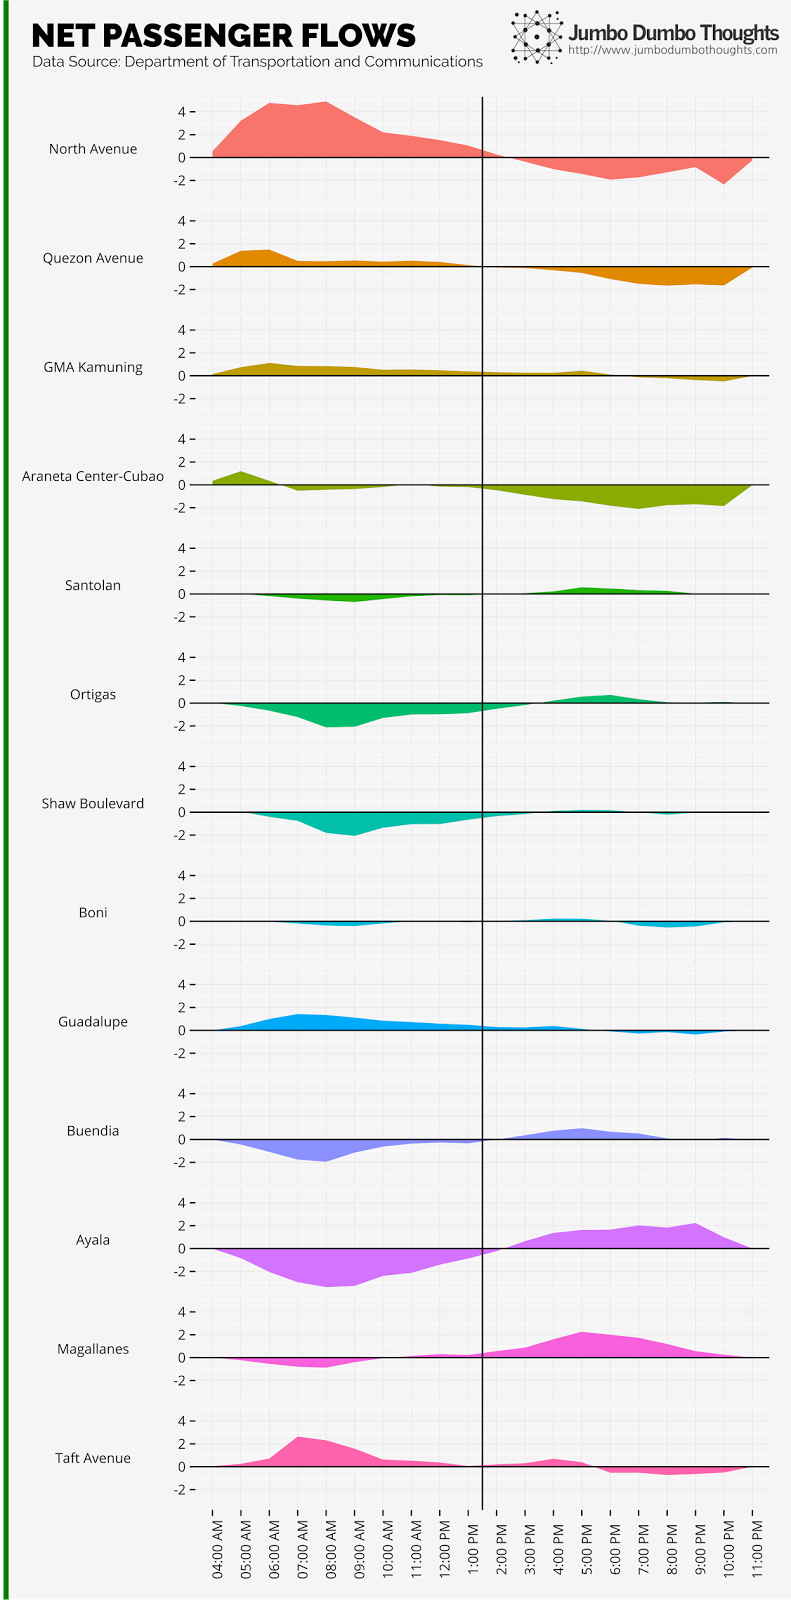 NET PASSENGER FLOWS
Data Source: Department of Transportation and Communications
Jumbo Dumbo Thoughts
http://www.jumbodumbothoughts.com
North Avenue
4
2
0
-2
Quezon Avenue
4
2
0
-2
GMA Kamuning
4
2
0
-2
Araneta Center-Cubao
4
2
0
-2
Santolan
4
2
0
-2
Ortigas
4
2
0
-2
Shaw Boulevard
4
2
0
-2
Boni
4
2
0
-2
Guadalupe
4
2
0
-2
Buendia
4
2
0
-2
Ayala
4
2
0
-2
Magallanes
4
2
0
-2
Taft Avenue
4
2
0
-2
04:00 AM
05:00 AM
06:00 AM
07:00 AM
08:00 AM
09:00 AM
10:00 AM
11:00 AM
12:00 PM
1:00 PM
2:00 PM
3:00 PM
4:00 PM
5:00 PM
6:00 PM
7:00 PM
8:00 PM
9:00 PM
10:00 PM
11:00 PM